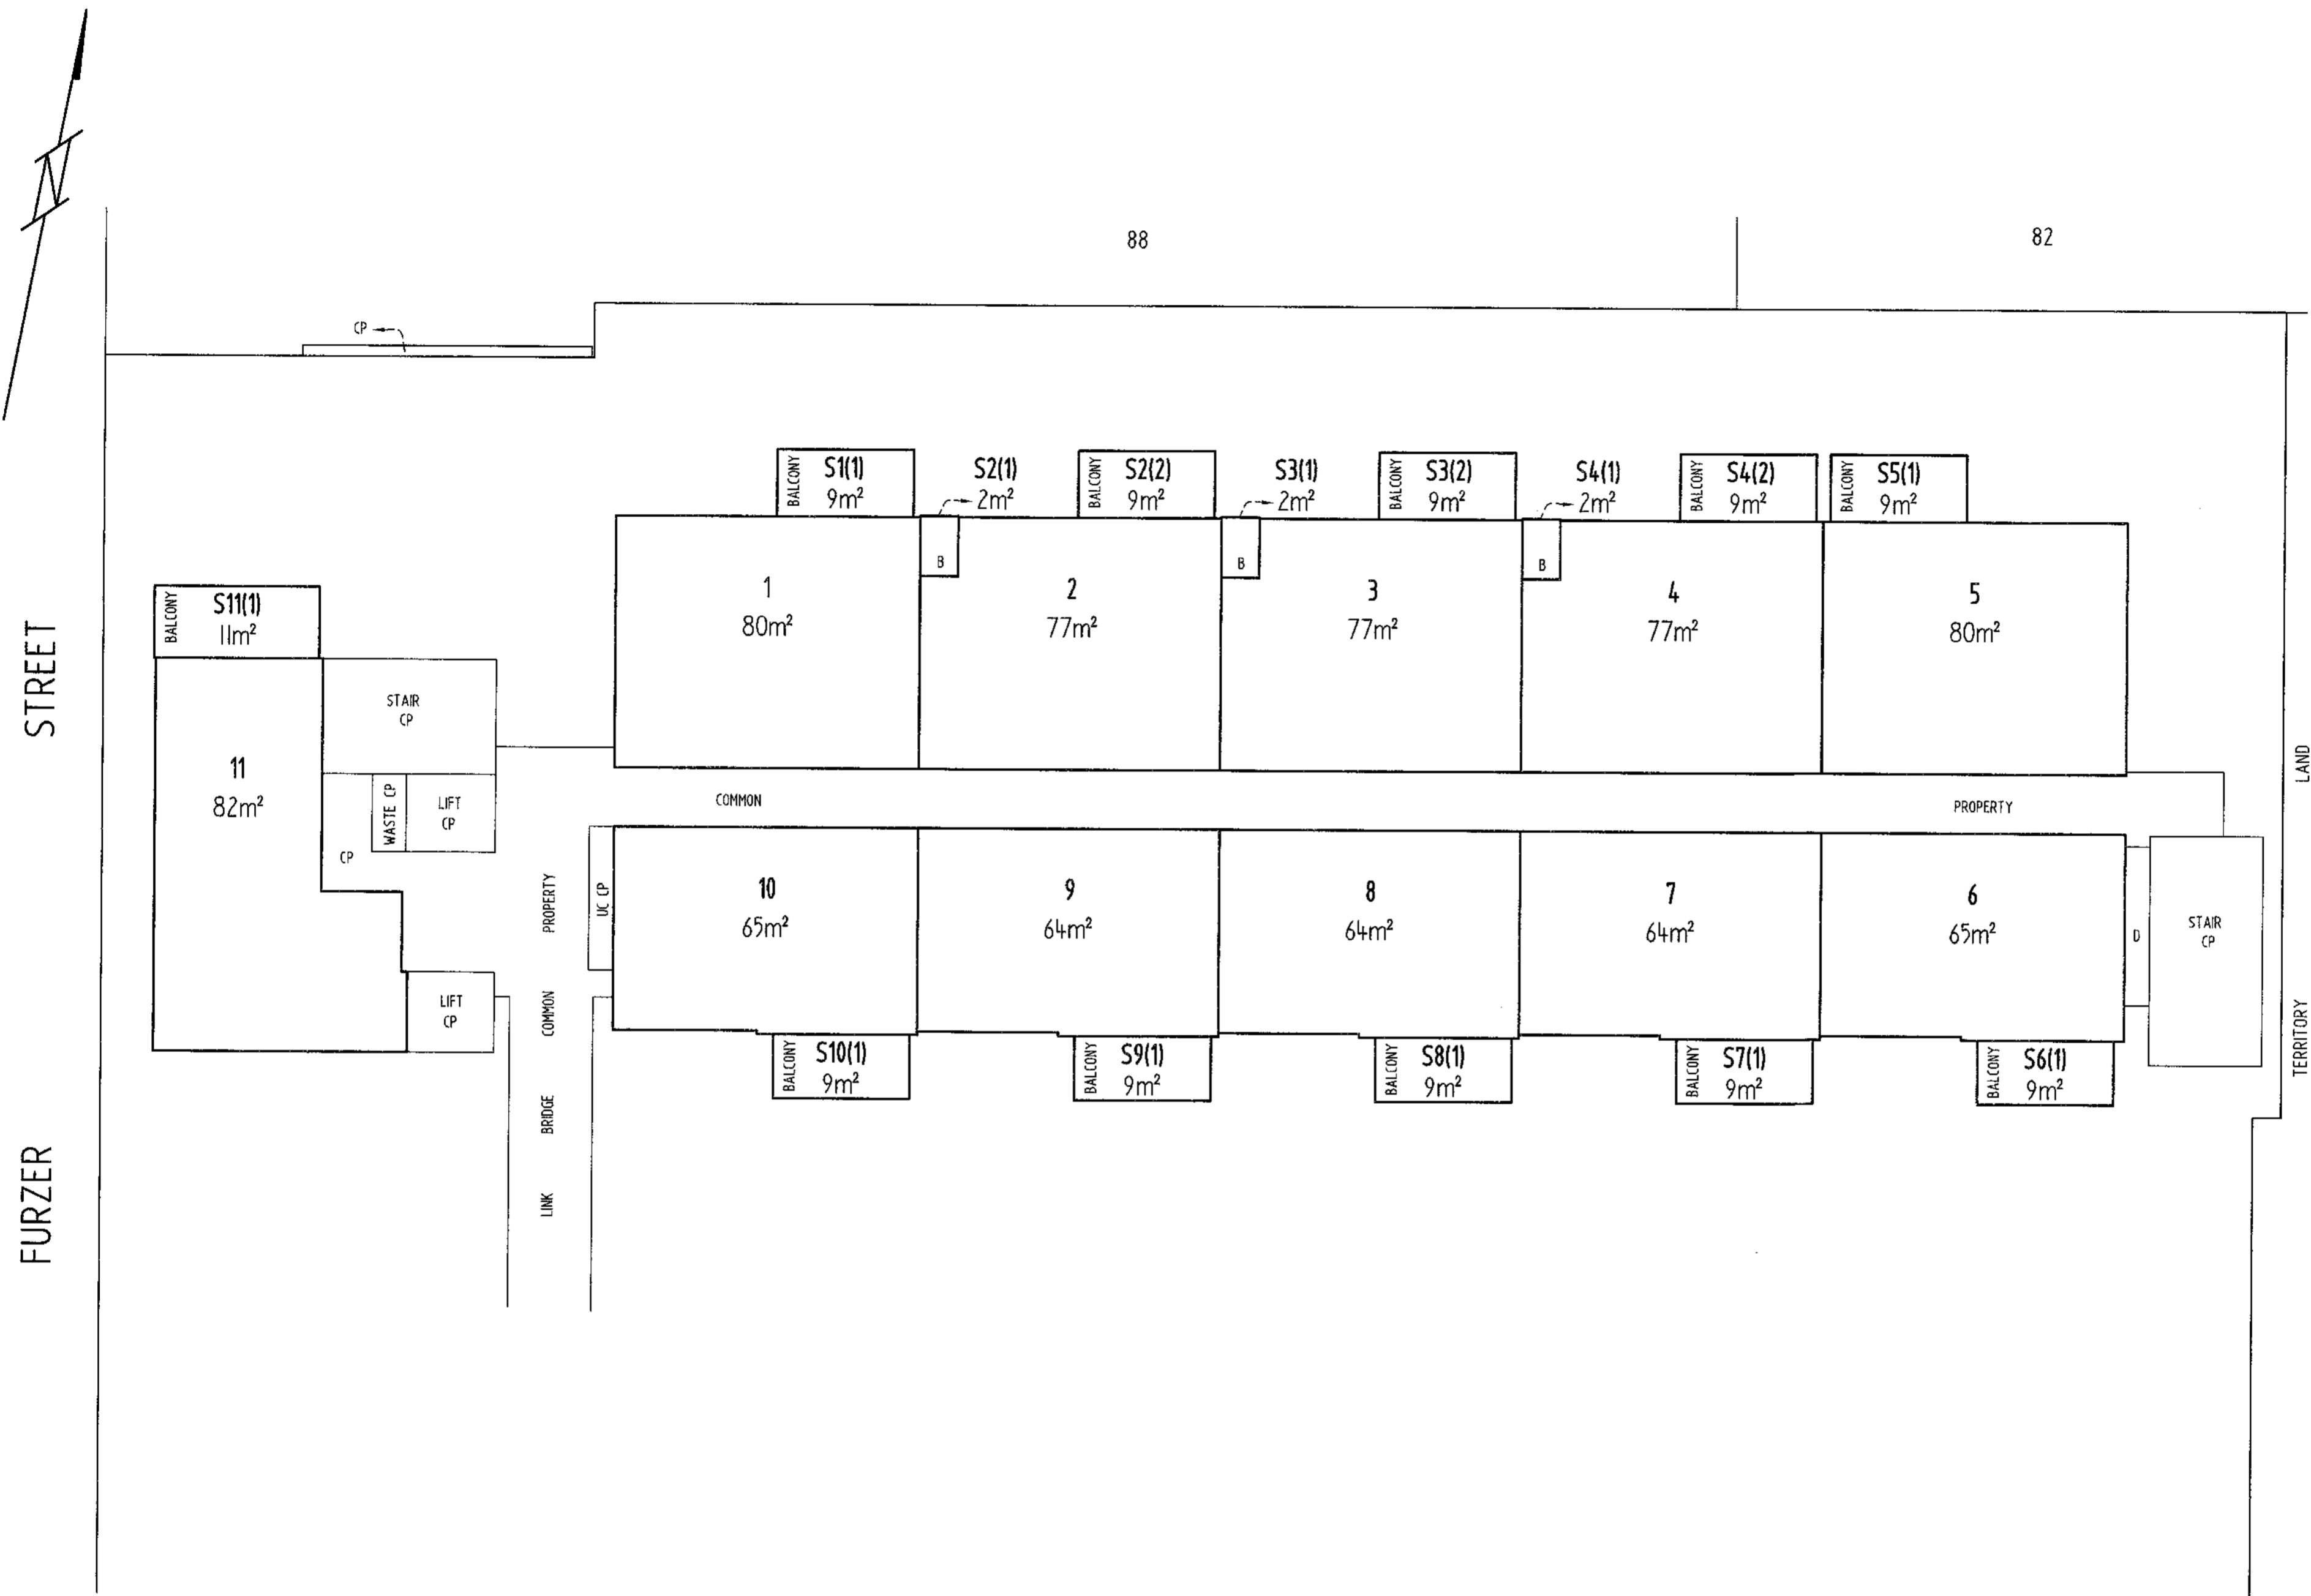 N
88
82
CP
BALCONY
S1(1)
9m²
S2(1)
2m²
BALCONY
S2(2)
9m²
S3(1)
2m²
BALCONY
S3(2)
9m²
S4(1)
2m²
BALCONY
S4(2)
9m²
BALCONY
S5(1)
9m²
B
B
B
1
80m²
2
77m²
3
77m²
4
77m²
5
80m²
BALCONY
S11(1)
11m²
STAIR
CP
11
82m²
WASTE CP
LIFT
CP
CP
COMMON
PROPERTY
UC CP
10
65m²
9
64m²
8
64m²
7
64m²
6
65m²
D
STAIR
CP
LIFT
CP
LINK BRIDGE COMMON PROPERTY
BALCONY
S10(1)
9m²
BALCONY
S9(1)
9m²
BALCONY
S8(1)
9m²
BALCONY
S7(1)
9m²
BALCONY
S6(1)
9m²
FURZER STREET
TERRITORY LAND